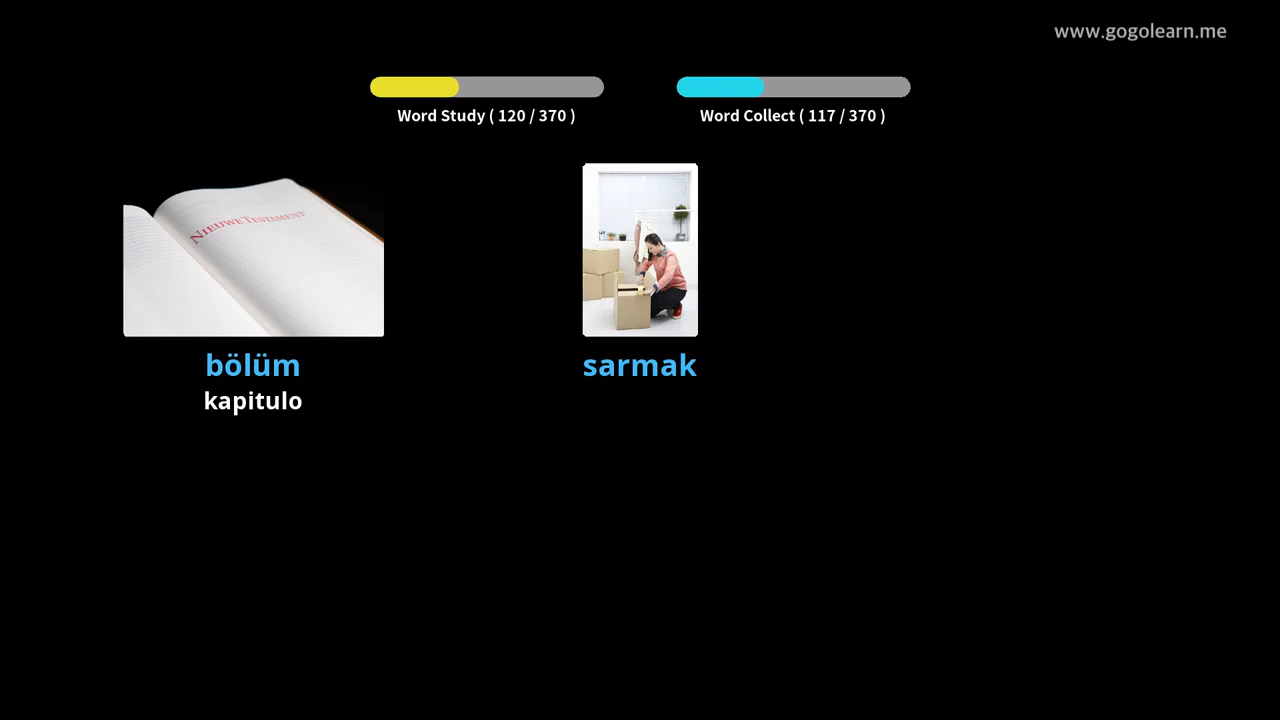 www.gogolearn.me
Word Study ( 120 / 370 )
Word Collect ( 117 / 370 )
NIEUWE TESTAMENT
bölüm
kapitulo
sarmak